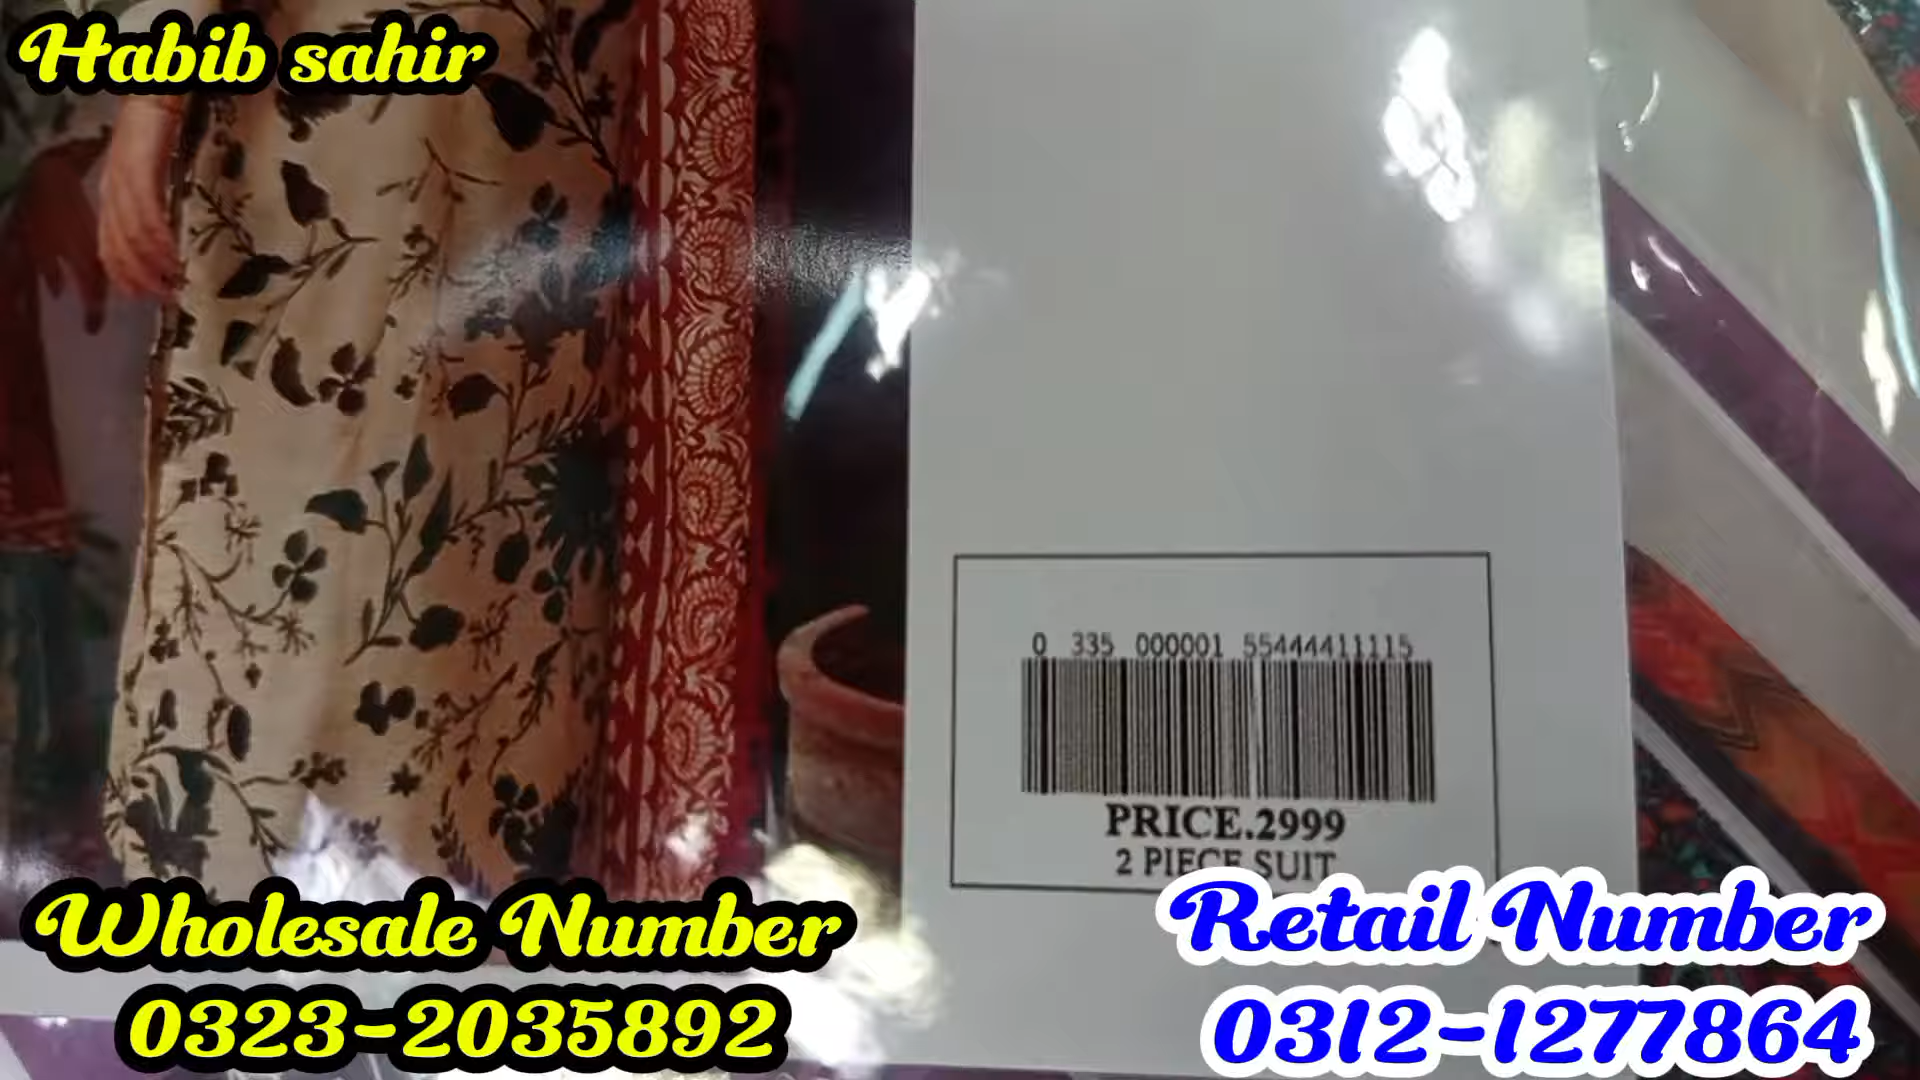 Habib sahir
0 335 000001 55444411115
PRICE.2999
2 PIECE SUIT
Wholesale Number
0323-2035892
Retail Number
0312-1277864